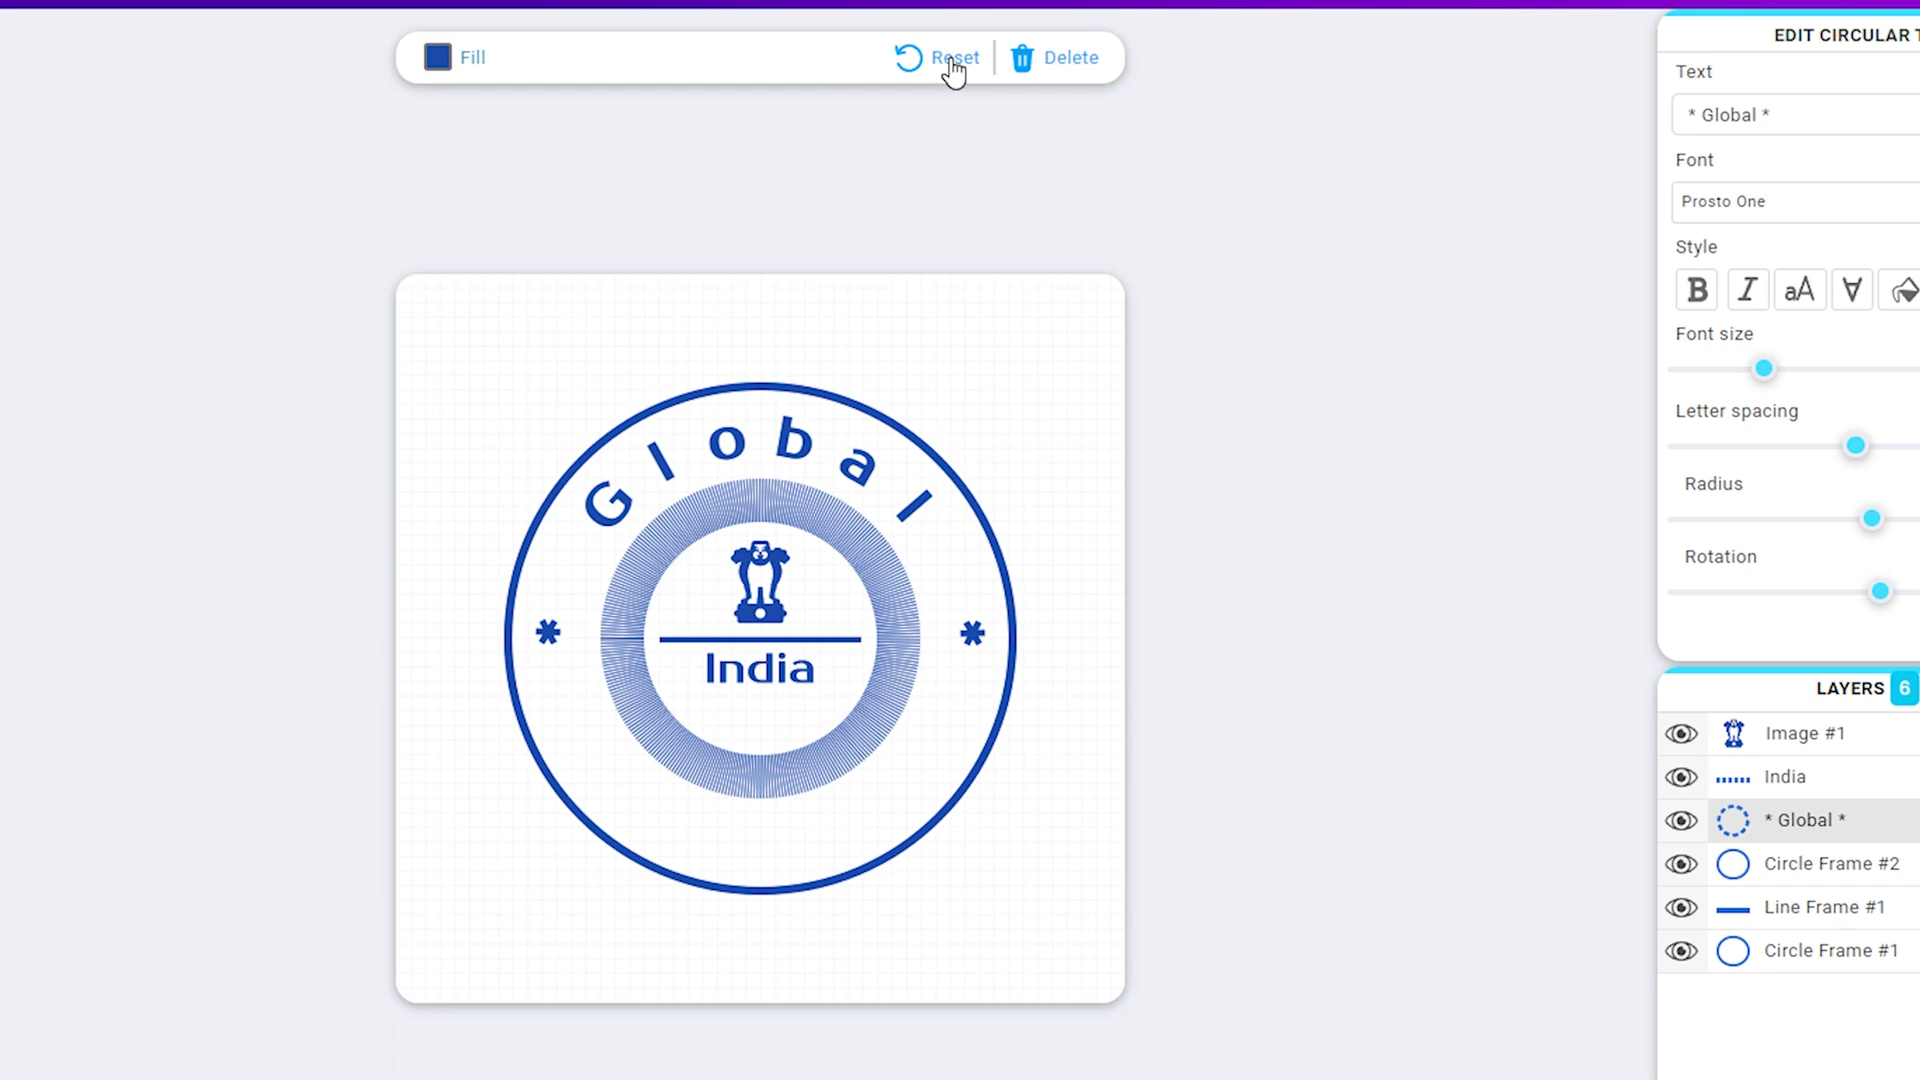 Fill
Reset
Delete
EDIT CIRCULAR T
Text
* Global *
Font
Prosto One
Style
B I aA ∀
Font size
Letter spacing
Radius
Rotation
* Global *
India
LAYERS 6
Image #1
India
* Global *
Circle Frame #2
Line Frame #1
Circle Frame #1